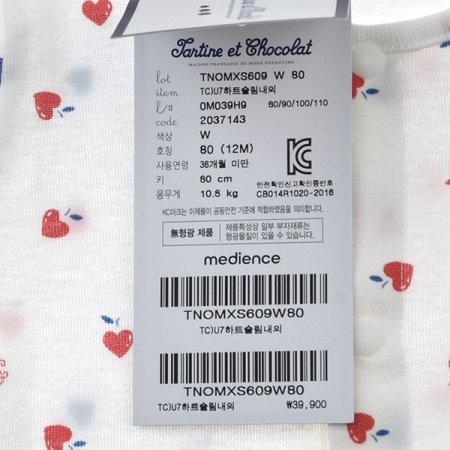 Tartine et Chocolat
MAISON FRANÇAISE DE MODE ENFANTINE
lot. TNOMXS609 W 80
item TC)U7하트슬림내의
l/# 0M039H9 80/90/100/110
code 2037143
색상 W
호칭 80 (12M)
사용연령 36개월 미만
키 80 cm
몸무게 10.8 kg
안전확인신고확인증번호
CB014R1020-2016
KC마크는 이제품이 공통안전 기준에 적합하였음을 의미합니다.
無형광 제품
제품특성상 일부 부자재류는
형광물질이 있을 수 있습니다.
medience
TNOMXS609W80
TC)U7하트슬림내의
TNOMXS609W80
TC)U7하트슬림내의 ₩39,900